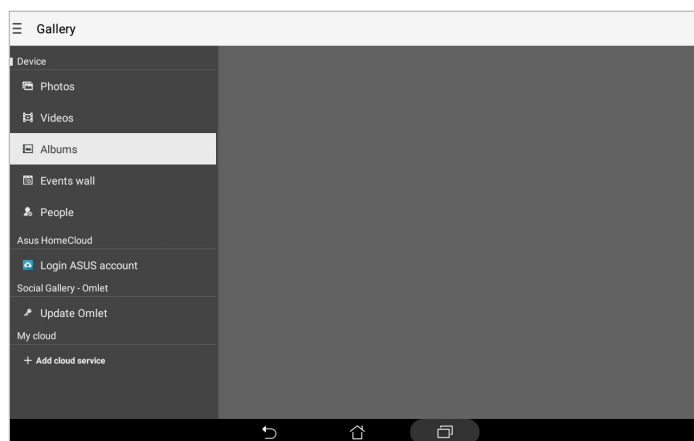 Gallery
Device
Photos
Videos
Albums
Events wall
People
Asus HomeCloud
Login ASUS account
Social Gallery - Omlet
Update Omlet
My cloud
+ Add cloud service